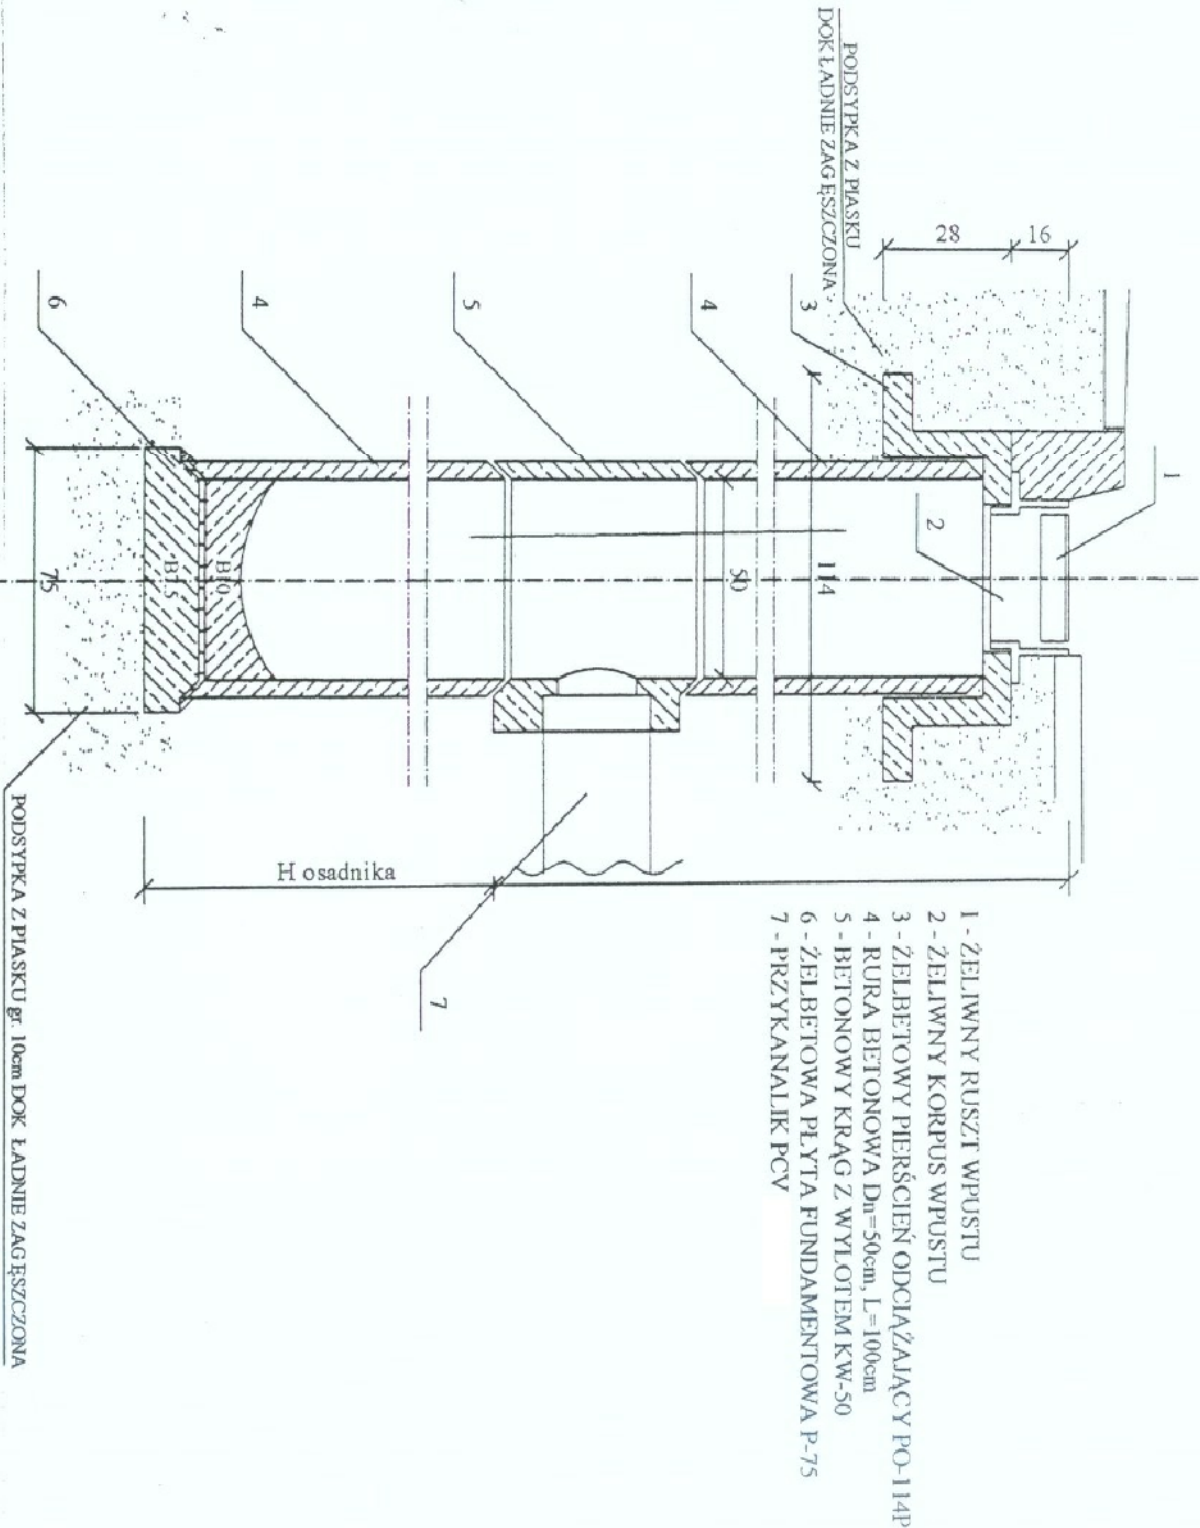 PODSYPKA Z PIASKU
DOKŁADNIE ZAGĘSZCZONA
28
16
1
2
3
4
5
4
6
114
50
B10
B15
75
H osadnika
7
1 - ŻELIWNY RUSZT WPUSTU
2 - ŻELIWNY KORPUS WPUSTU
3 - ŻELBETOWY PIERŚCIEŃ ODCIĄŻAJĄCY PO-114P
4 - RURA BETONOWA Dn=50cm, L=100cm
5 - BETONOWY KRĄG Z WYLOTEM KW-50
6 - ŻELBETOWA PŁYTA FUNDAMENTOWA P-75
7 - PRZYKANALIK PCV
PODSYPKA Z PIASKU gr. 10cm DOK ŁADNIE ZAGĘSZCZONA